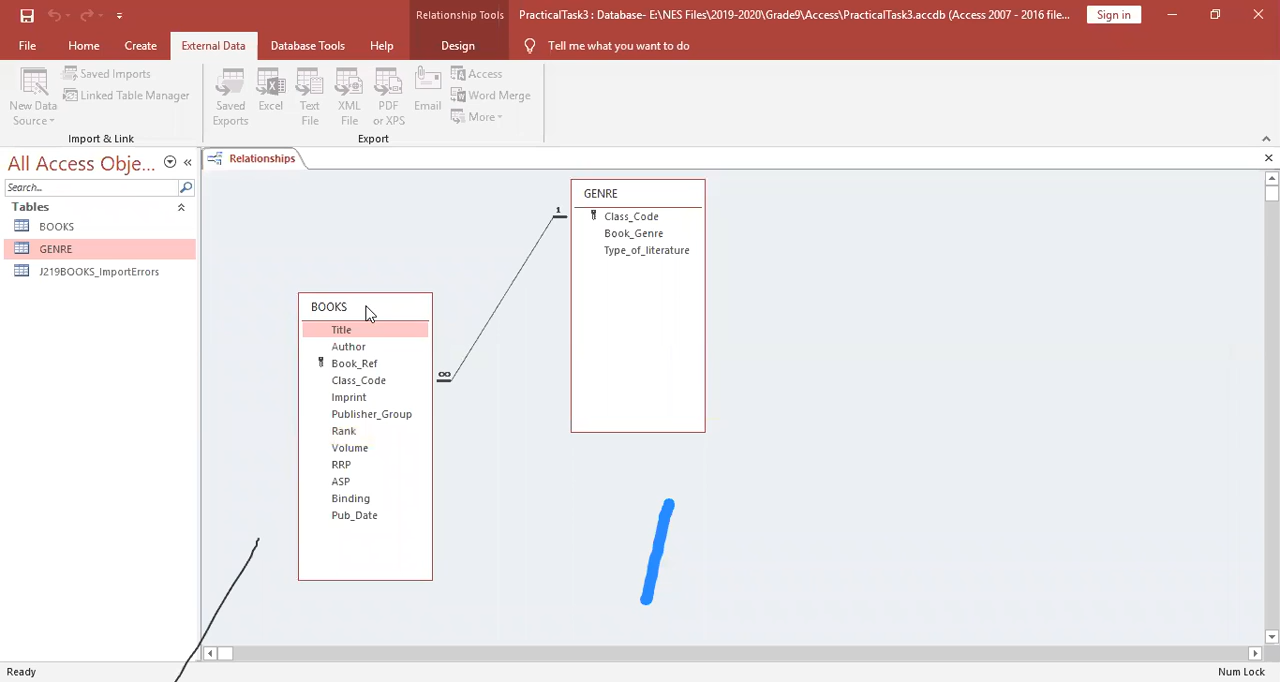 Relationship Tools
PracticalTask3 : Database- E:\NES Files\2019-2020\Grade9\Access\PracticalTask3.accdb (Access 2007 - 2016 file...
Sign in
File
Home
Create
External Data
Database Tools
Help
Design
Tell me what you want to do
New Data
Source
Saved Imports
Linked Table Manager
Import & Link
Saved
Exports
Excel
Text
File
XML
File
PDF
or XPS
Email
Access
Word Merge
More
Export
All Access Obje...
«
Search...
Tables
BOOKS
GENRE
J219BOOKS_ImportErrors
Relationships
GENRE
Class_Code
Book_Genre
Type_of_literature
1
∞
BOOKS
Title
Author
Book_Ref
Class_Code
Imprint
Publisher_Group
Rank
Volume
RRP
ASP
Binding
Pub_Date
Ready
Num Lock